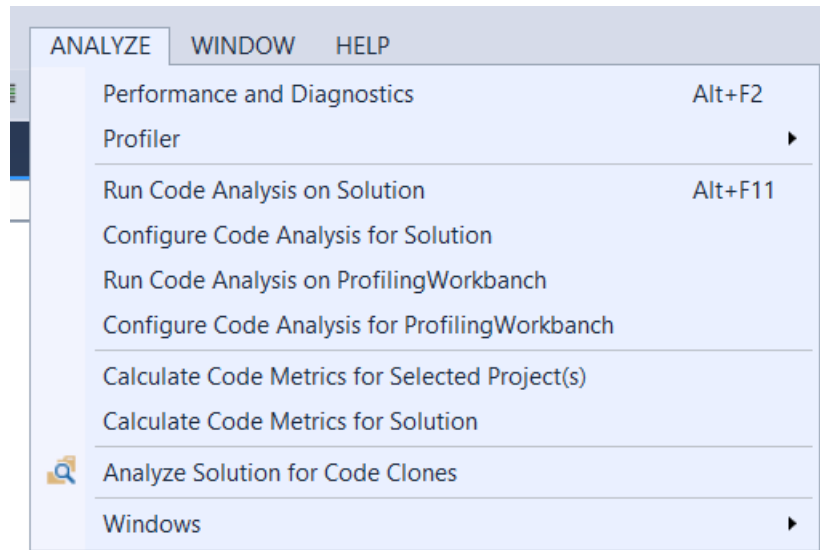 ANALYZE WINDOW HELP
Performance and Diagnostics Alt+F2
Profiler
Run Code Analysis on Solution Alt+F11
Configure Code Analysis for Solution
Run Code Analysis on ProfilingWorkbanch
Configure Code Analysis for ProfilingWorkbanch
Calculate Code Metrics for Selected Project(s)
Calculate Code Metrics for Solution
Analyze Solution for Code Clones
Windows